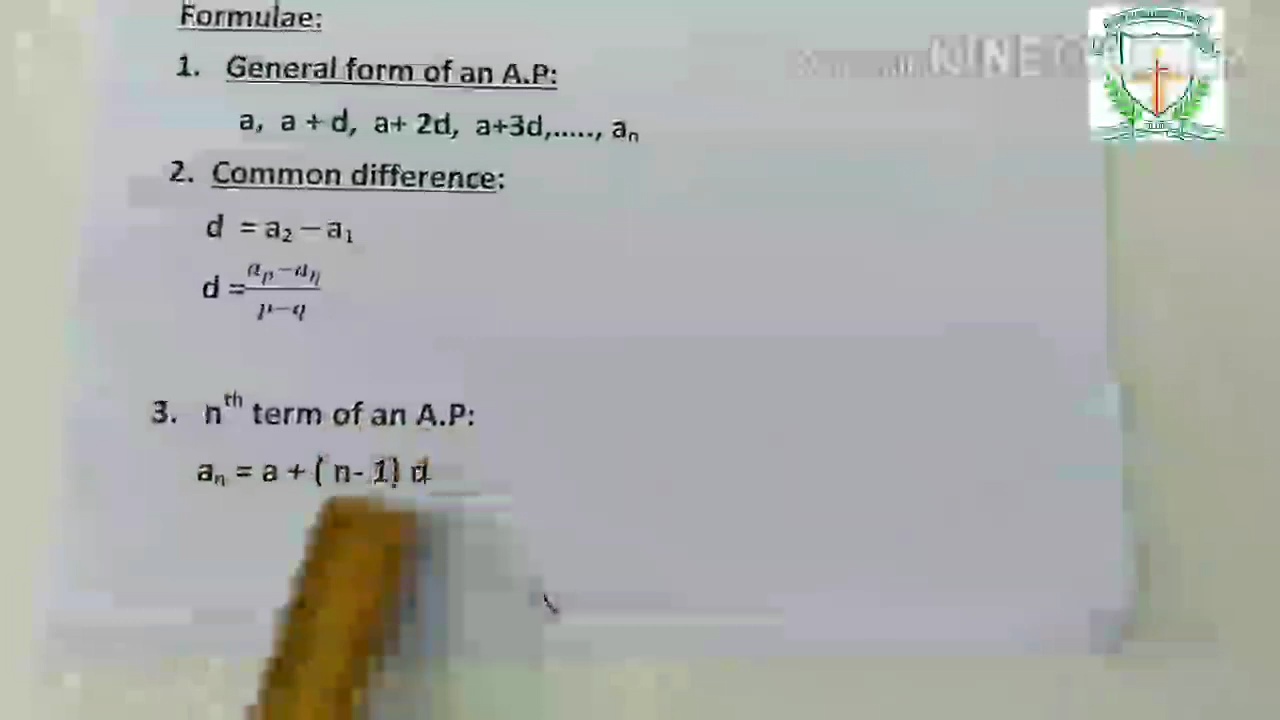 Formulae:
1. General form of an A.P:
a, a + d, a+ 2d, a+3d,....., aₙ
2. Common difference:
d = a₂ – a₁
d = (aₚ–a_q)/(p–q)
3. nᵗʰ term of an A.P:
aₙ = a + ( n- 1) d
KINE